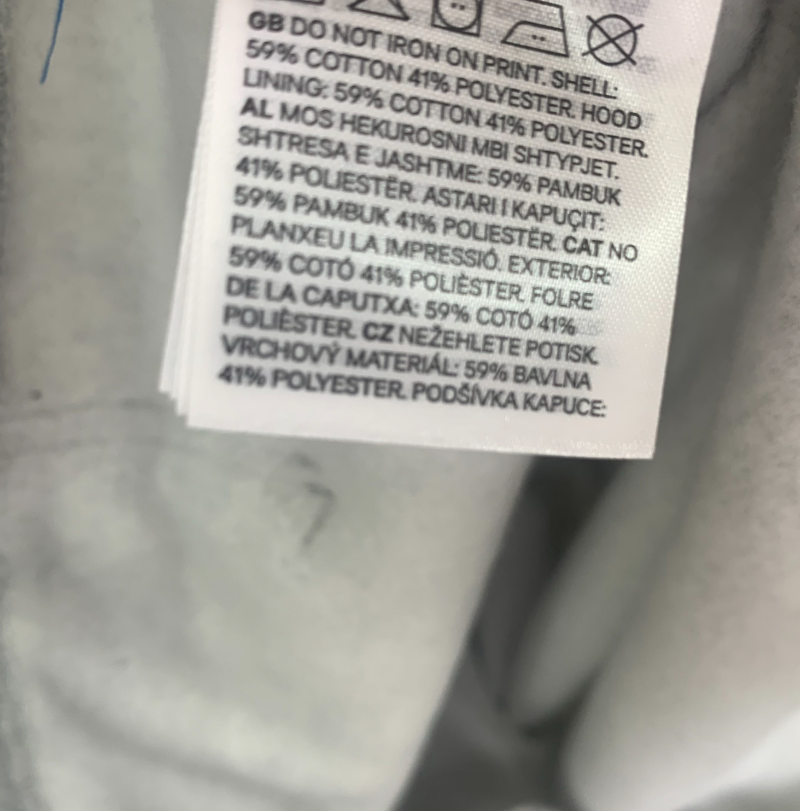 GB DO NOT IRON ON PRINT. SHELL:
59% COTTON 41% POLYESTER. HOOD
LINING: 59% COTTON 41% POLYESTER.
AL MOS HEKUROSNI MBI SHTYPJET.
SHTRESA E JASHTME: 59% PAMBUK
41% POLIESTËR. ASTARI I KAPUÇIT:
59% PAMBUK 41% POLIESTËR. CAT NO
PLANXEU LA IMPRESSIÓ. EXTERIOR:
59% COTÓ 41% POLIÈSTER. FOLRE
DE LA CAPUTXA: 59% COTÓ 41%
POLIÈSTER. CZ NEŽEHLETE POTISK.
VRCHOVÝ MATERIÁL: 59% BAVLNA
41% POLYESTER. PODŠÍVKA KAPUCE: